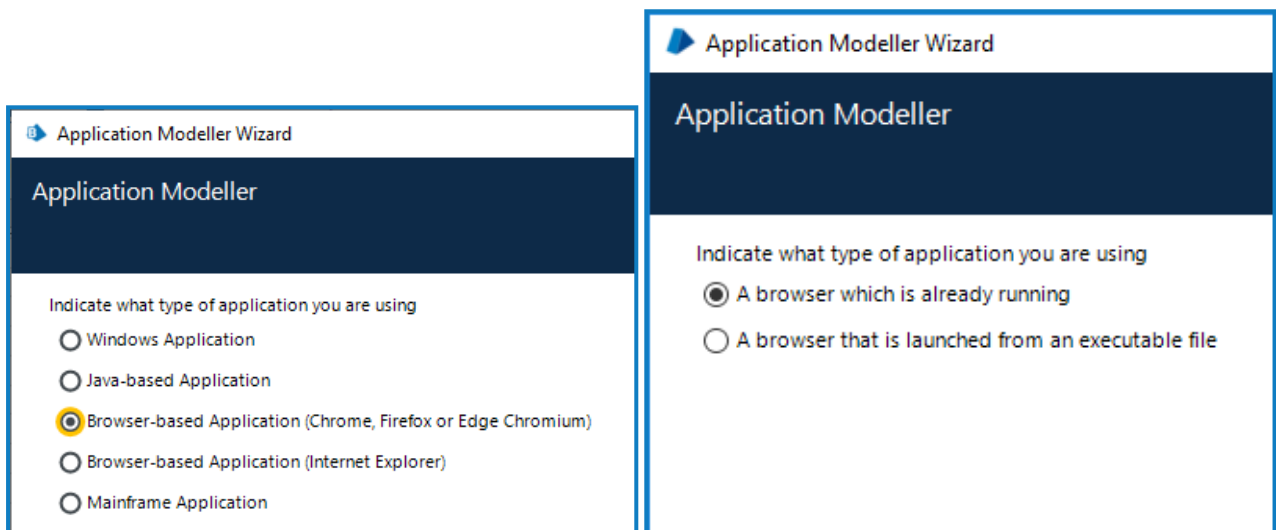 Application Modeller Wizard
Application Modeller
Indicate what type of application you are using
Windows Application
Java-based Application
Browser-based Application (Chrome, Firefox or Edge Chromium)
Browser-based Application (Internet Explorer)
Mainframe Application
Application Modeller Wizard
Application Modeller
Indicate what type of application you are using
A browser which is already running
A browser that is launched from an executable file